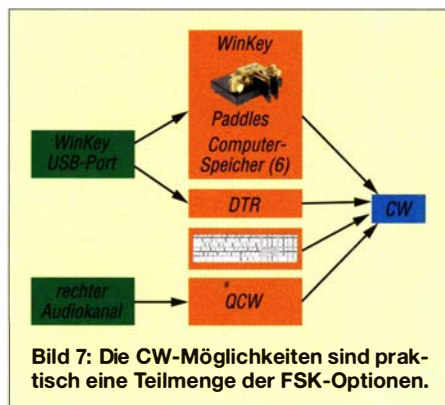 WinKey
Paddles
Computer-
Speicher (6)
WinKey
USB-Port
DTR
CW
rechter
Audiokanal
QCW
Bild 7: Die CW-Möglichkeiten sind prak-
tisch eine Teilmenge der FSK-Optionen.